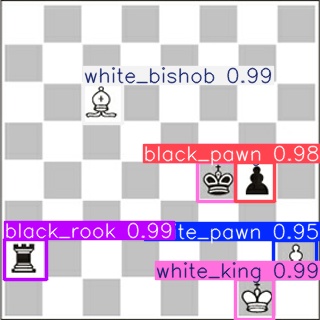 white_bishob 0.99
black_pawn 0.98
black_rook 0.99
te_pawn 0.95
white_king 0.99